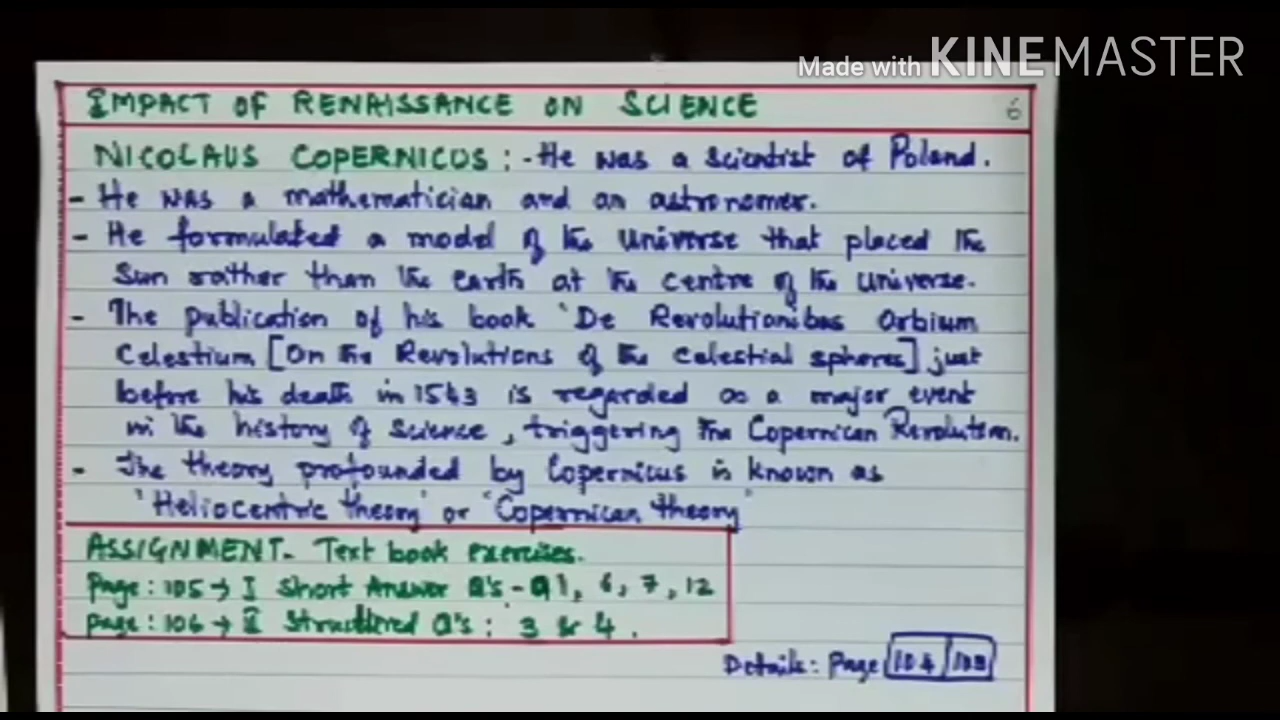 Made with KINEMASTER
IMPACT OF RENAISSANCE ON SCIENCE 6
NICOLAUS COPERNICUS :- He was a scientist of Poland.
- He was a mathematician and an astronomer.
- He formulated a model of the Universe that placed the
Sun rather than the earth at the centre of the universe.
- The publication of his book 'De Revolutionibus Orbium
Celestium [On the Revolutions of the celestial spheres] just
before his death in 1543 is regarded as a major event
in the history of science, triggering the Copernican Revolution.
- The theory profounded by Copernicus is known as
'Heliocentric theory' or 'Copernican theory'
ASSIGNMENT- Text book exercises.
Page: 105 → I Short Answer Q's - Q1, 6, 7, 12
Page: 106 → II Structured Q's: 3 & 4.
Details: Page 104 103